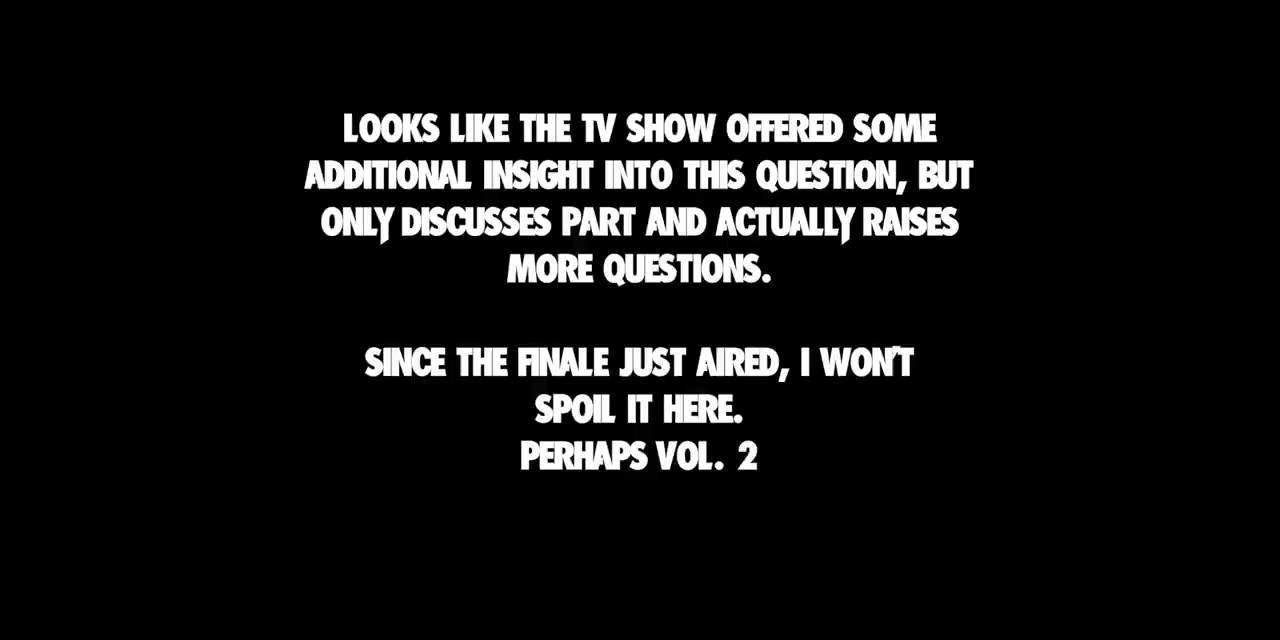 LOOKS LIKE THE TV SHOW OFFERED SOME
ADDITIONAL INSIGHT INTO THIS QUESTION, BUT
ONLY DISCUSSES PART AND ACTUALLY RAISES
MORE QUESTIONS.
SINCE THE FINALE JUST AIRED, I WON'T
SPOIL IT HERE.
PERHAPS VOL. 2